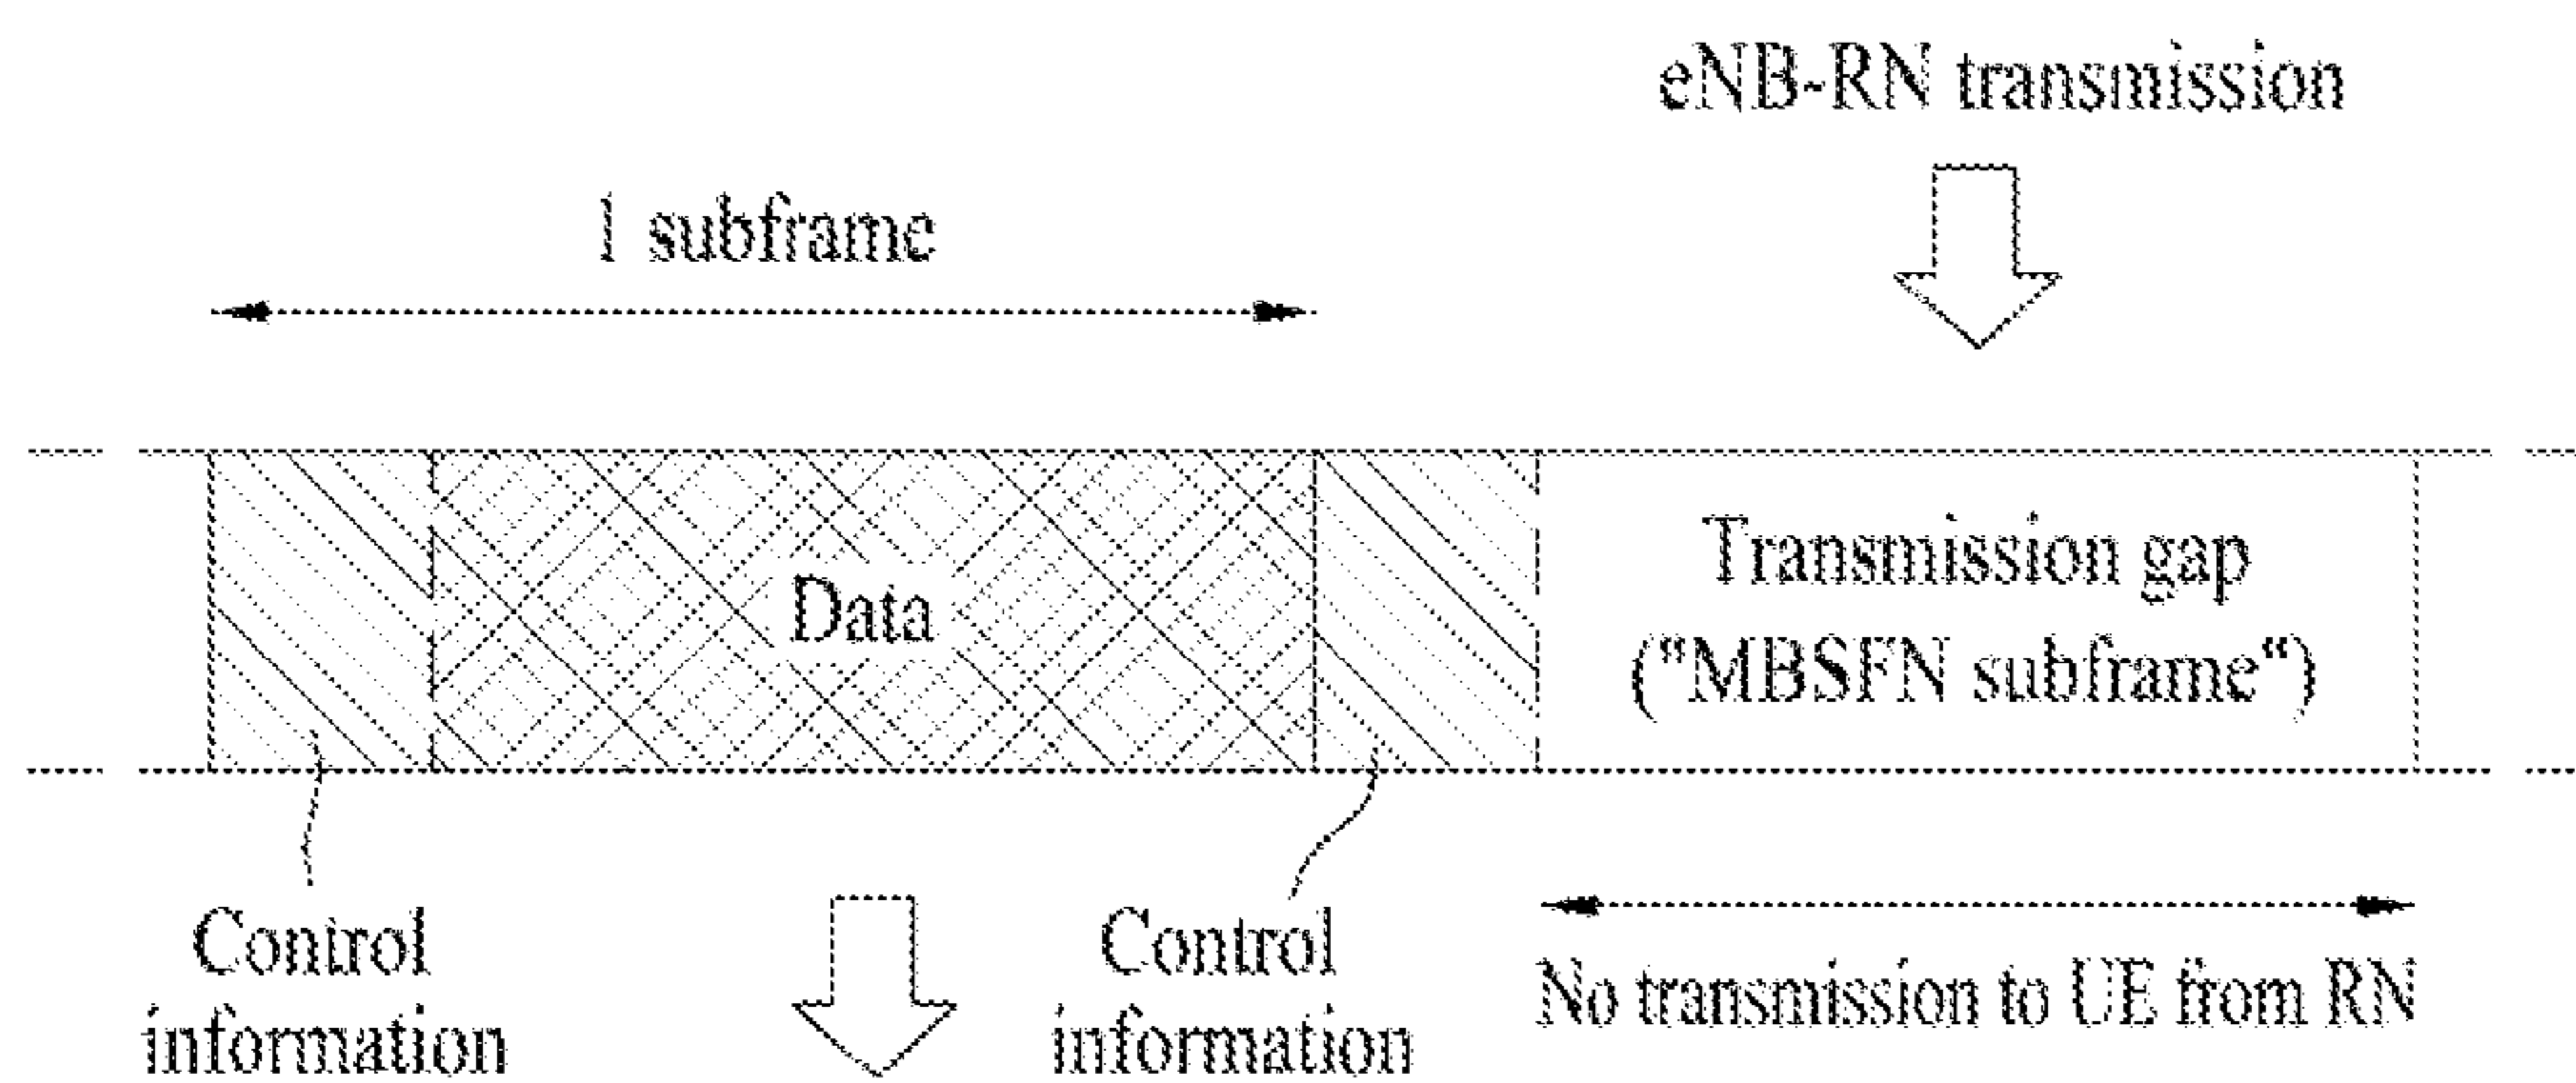 eNB-RN transmission
1 subframe
Data
Transmission gap
("MBSFN subframe")
Control
information
Control
information
No transmission to UE from RN